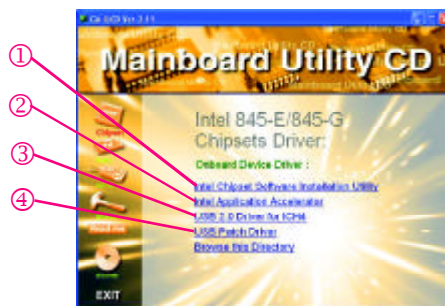 Mainboard Utility CD
Intel 845-E/845-G
Chipsets Driver:
Onboard Device Driver :
① Intel Chipset Software Installation Utility
② Intel Application Accelerator
③ USB 2.0 Driver for ICH4
④ USB Patch Driver
Browse this Directory
EXIT